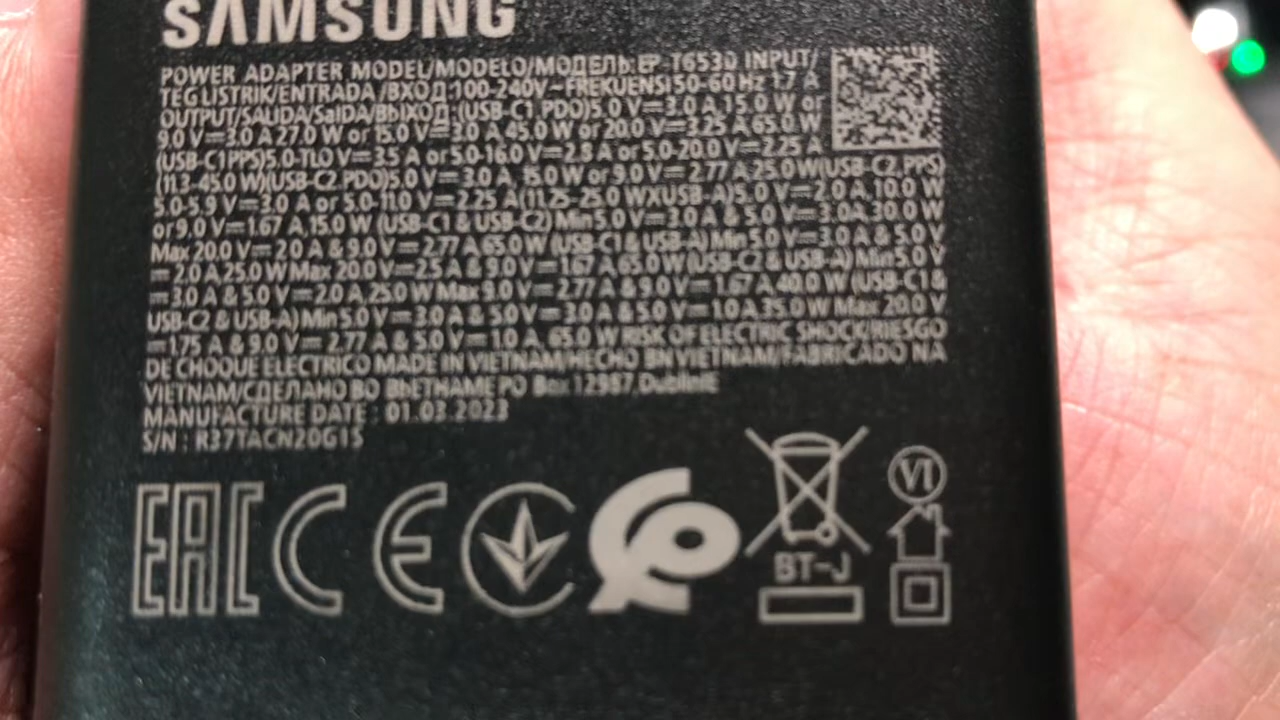 SAMSUNG
POWER ADAPTER MODEL/MODELO/МОДЕЛЬ:EP-T6530 INPUT/
TEGLISTRIK/ENTRADA/ВХОД:100-240V~FREKUENSI50-60Hz 1.7 A
OUTPUT/SALIDA/SaIDA/ВЫХОД:(USB-C1 PDO)5.0 V⎓3.0 A,15.0 W or
9.0 V⎓3.0 A 27.0 W or 15.0 V⎓3.0 A 45.0 W or 20.0 V⎓3.25 A 65.0 W
(USB-C1 PPS)5.0-11.0 V⎓3.5 A or 5.0-16.0 V⎓2.8 A or 5.0-20.0 V⎓2.25 A
(11.3-45.0 W)(USB-C2 PDO)5.0 V⎓3.0 A, 15.0 W or 9.0 V⎓2.77 A,25.0 W(USB-C2,PPS)
5.0-5.9 V⎓3.0 A or 5.0-11.0 V⎓2.25 A(11.25-25.0 W)(USB-A)5.0 V⎓2.0 A,10.0 W
or 9.0 V⎓1.67 A,15.0 W (USB-C1 & USB-C2) Min 5.0 V⎓3.0 A & 5.0 V⎓3.0A,30.0 W
Max 20.0 V⎓2.0 A & 9.0 V⎓2.77 A,65.0 W (USB-C1 & USB-A) Min 5.0 V⎓3.0 A & 5.0 V
⎓2.0 A,25.0 W Max 20.0 V⎓2.5 A & 9.0 V⎓1.67 A,65.0 W(USB-C2 & USB-A) Min5.0 V
⎓3.0 A & 5.0 V⎓2.0 A,25.0 W Max 9.0 V⎓2.77 A & 9.0 V⎓1.67 A,40.0 W (USB-C1 &
USB-C2 & USB-A) Min 5.0 V⎓3.0 A & 5.0 V⎓3.0 A & 5.0 V⎓1.0 A 35.0 W Max 20.0 V
⎓1.75 A & 9.0 V⎓2.77 A & 5.0 V⎓1.0 A, 65.0 W RISK OF ELECTRIC SHOCK/RIESGO
DE CHOQUE ELECTRICO MADE IN VIETNAM/HECHO EN VIETNAM/FABRICADO NA
VIETNAM/СДЕЛАНО ВО ВЬЕТНАМЕ PO Box 12987,DublinIE
MANUFACTURE DATE : 01.03.2023
S/N : R37TACN20G1S
EAC CE
VI
BT-J